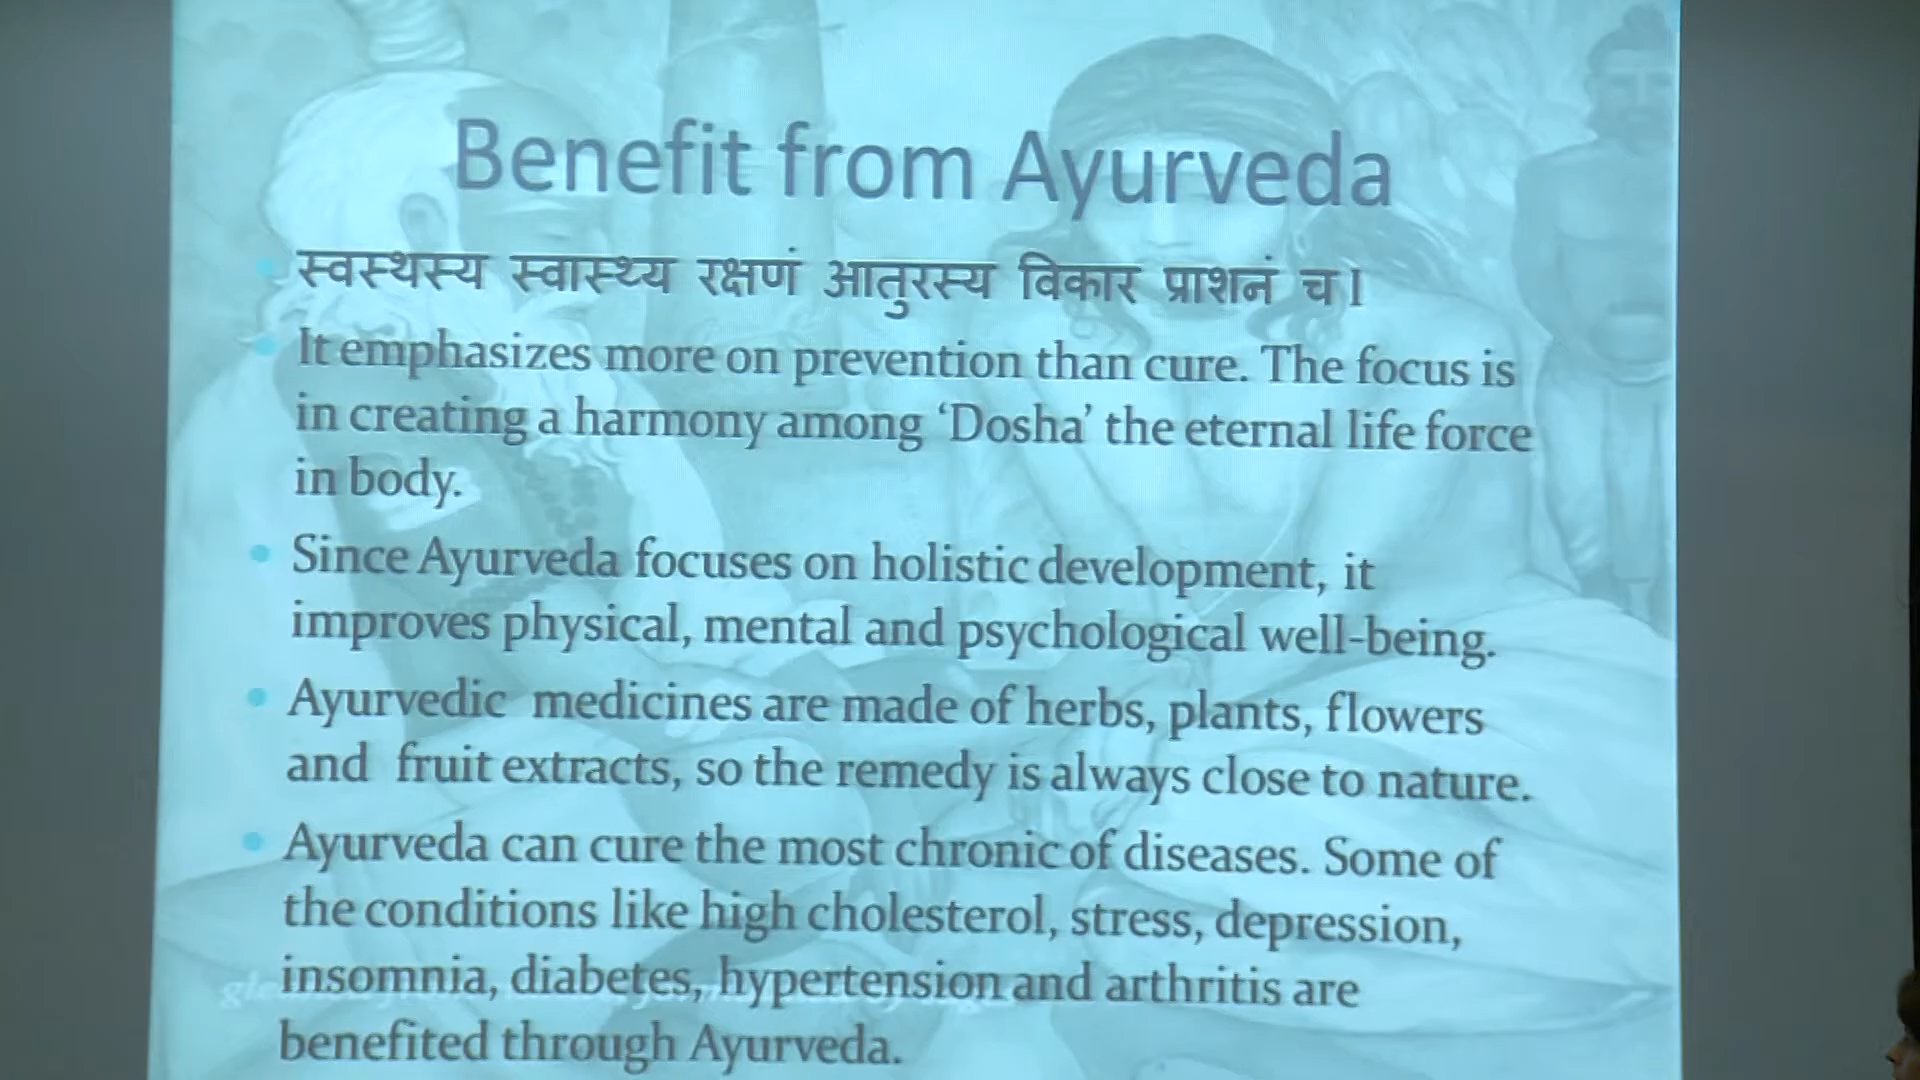 Benefit from Ayurveda
स्वस्थस्य स्वास्थ्य रक्षणं आतुरस्य विकार प्राशनं च।
It emphasizes more on prevention than cure. The focus is
in creating a harmony among ‘Dosha’ the eternal life force
in body.
Since Ayurveda focuses on holistic development, it
improves physical, mental and psychological well-being.
Ayurvedic medicines are made of herbs, plants, flowers
and fruit extracts, so the remedy is always close to nature.
Ayurveda can cure the most chronic of diseases. Some of
the conditions like high cholesterol, stress, depression,
insomnia, diabetes, hypertension and arthritis are
benefited through Ayurveda.